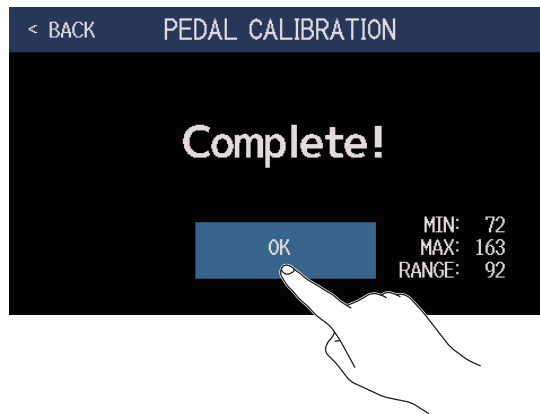 < BACK PEDAL CALIBRATION
Complete!
OK
MIN: 72
MAX: 163
RANGE: 92